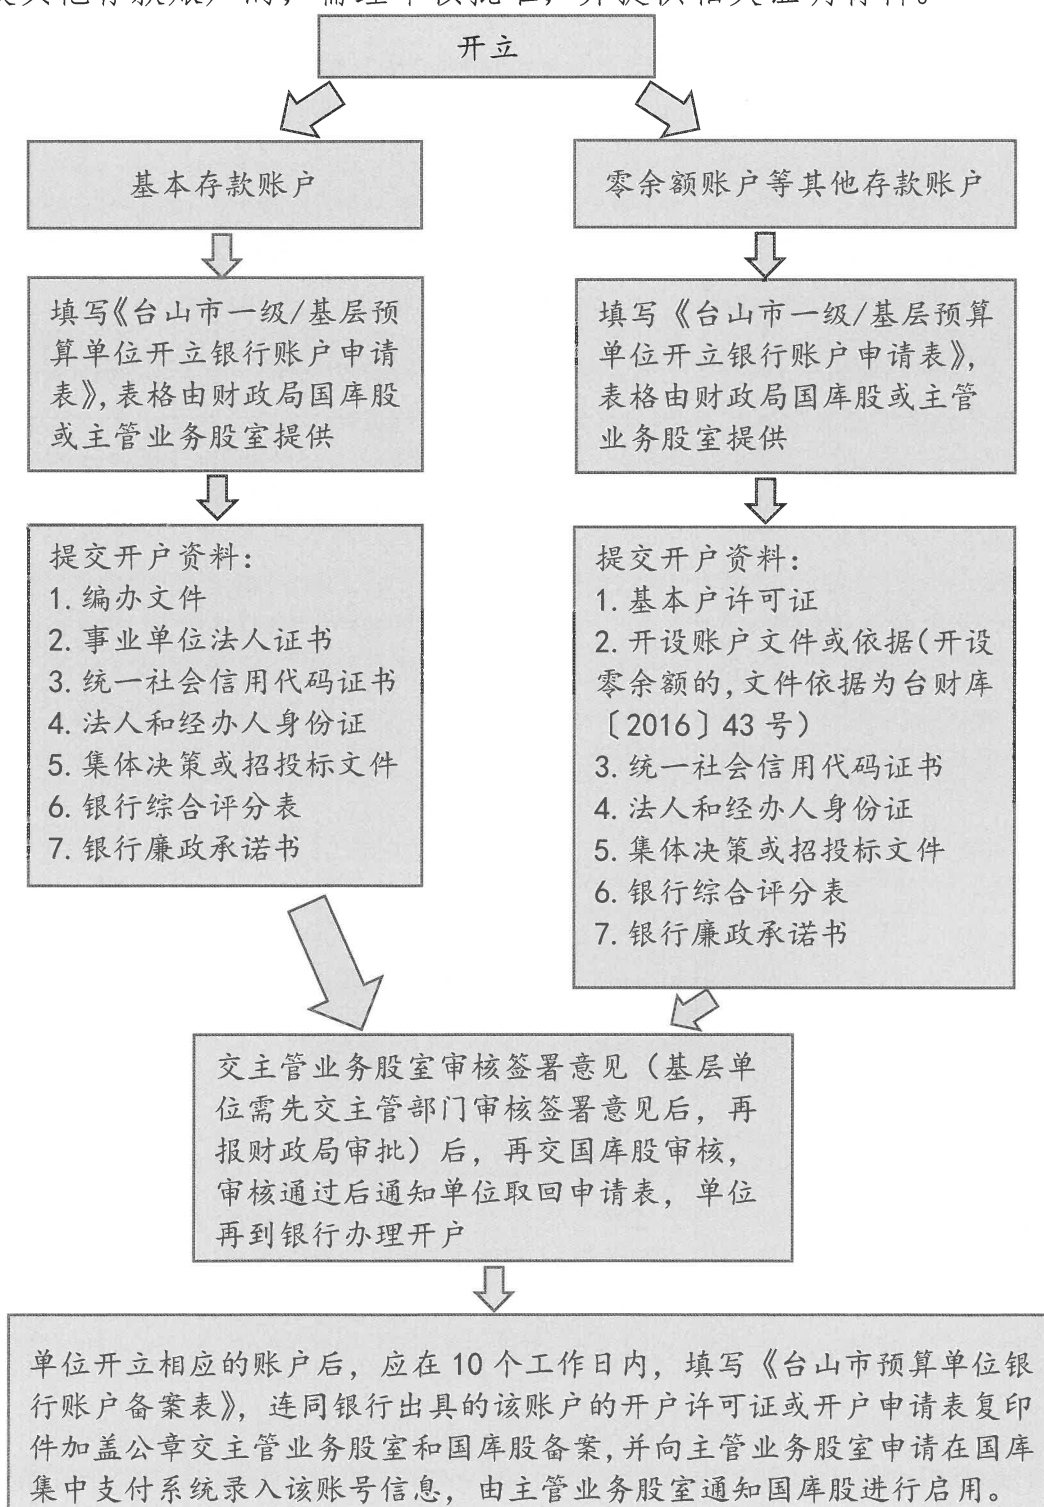 开立
基本存款账户
零余额账户等其他存款账户
填写《台山市一级/基层预
算单位开立银行账户申请
表》,表格由财政局国库股
或主管业务股室提供
填写《台山市一级/基层预算
单位开立银行账户申请表》,
表格由财政局国库股或主管
业务股室提供
提交开户资料：
1.编办文件
2.事业单位法人证书
3.统一社会信用代码证书
4.法人和经办人身份证
5.集体决策或招投标文件
6.银行综合评分表
7.银行廉政承诺书
提交开户资料：
1.基本户许可证
2.开设账户文件或依据（开设
零余额的,文件依据为台财库
〔2016〕43号）
3.统一社会信用代码证书
4.法人和经办人身份证
5.集体决策或招投标文件
6.银行综合评分表
7.银行廉政承诺书
交主管业务股室审核签署意见（基层单
位需先交主管部门审核签署意见后，再
报财政局审批）后，再交国库股审核，
审核通过后通知单位取回申请表，单位
再到银行办理开户
单位开立相应的账户后，应在10个工作日内，填写《台山市预算单位银
行账户备案表》，连同银行出具的该账户的开户许可证或开户申请表复印
件加盖公章交主管业务股室和国库股备案,并向主管业务股室申请在国库
集中支付系统录入该账号信息，由主管业务股室通知国库股进行启用。